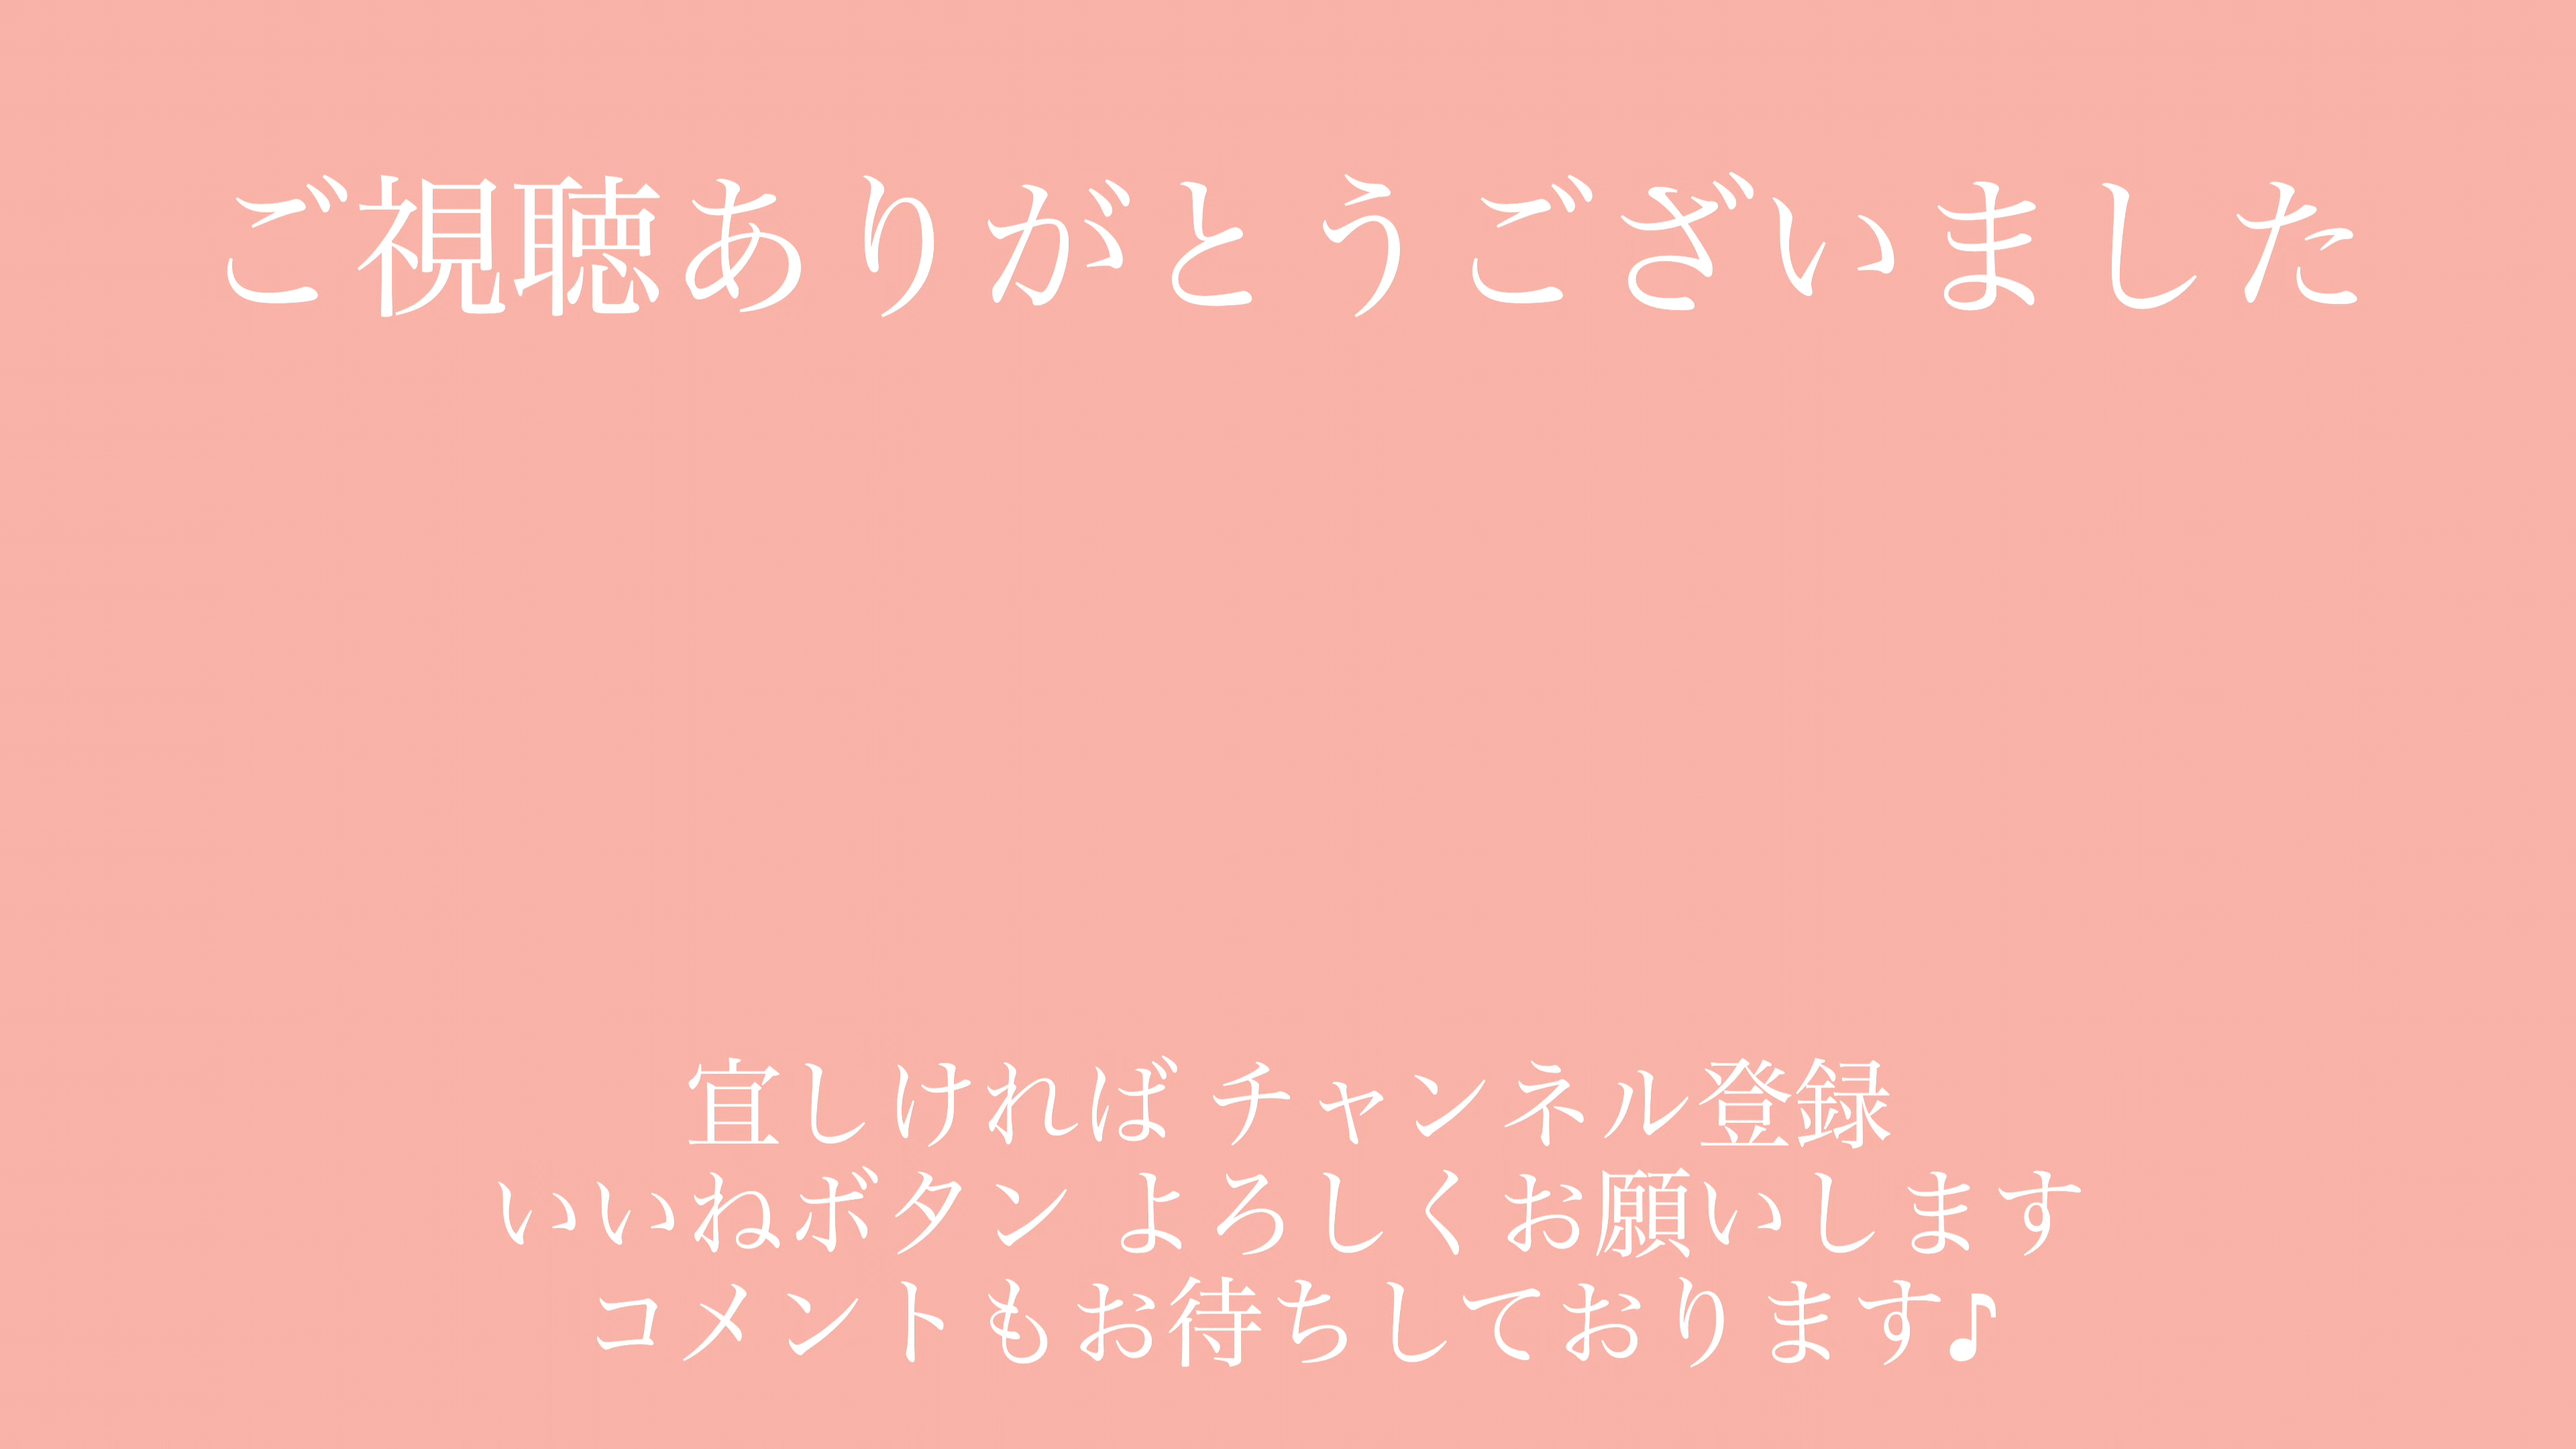 ご視聴ありがとうございました
宜しければ チャンネル登録
いいねボタン よろしくお願いします
コメントもお待ちしております♪